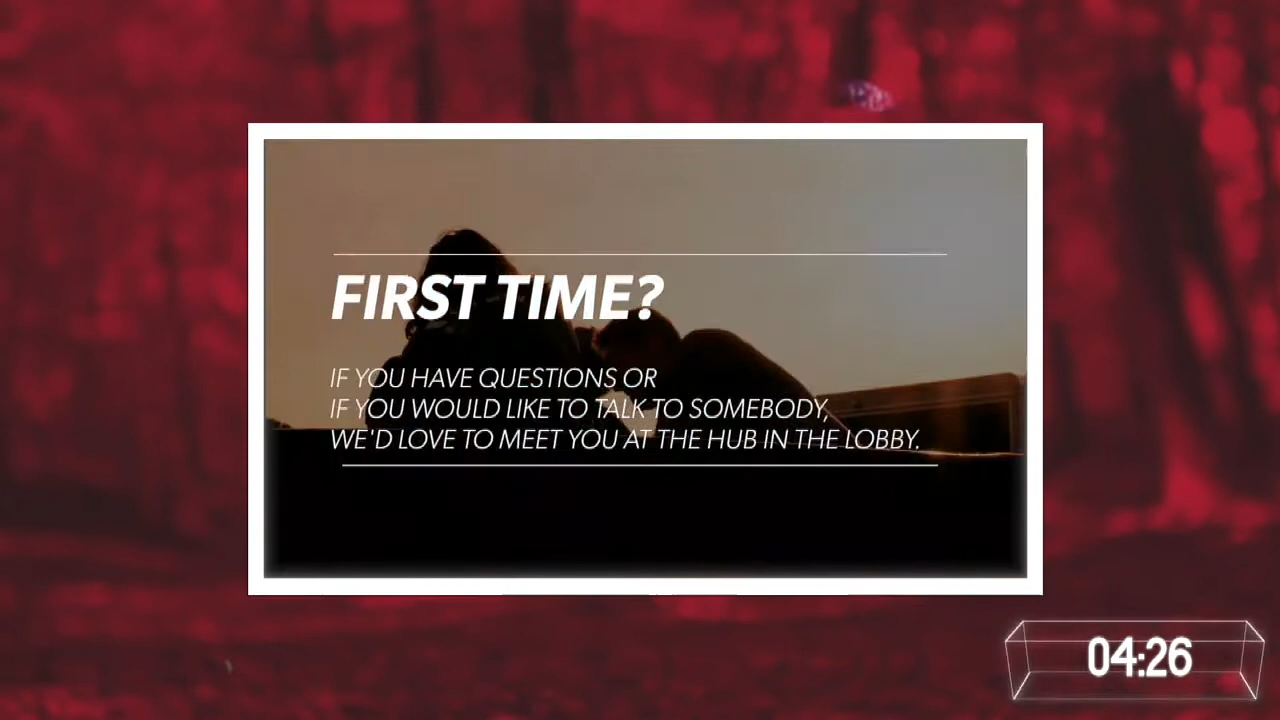 FIRST TIME?
IF YOU HAVE QUESTIONS OR
IF YOU WOULD LIKE TO TALK TO SOMEBODY,
WE'D LOVE TO MEET YOU AT THE HUB IN THE LOBBY.
04:26